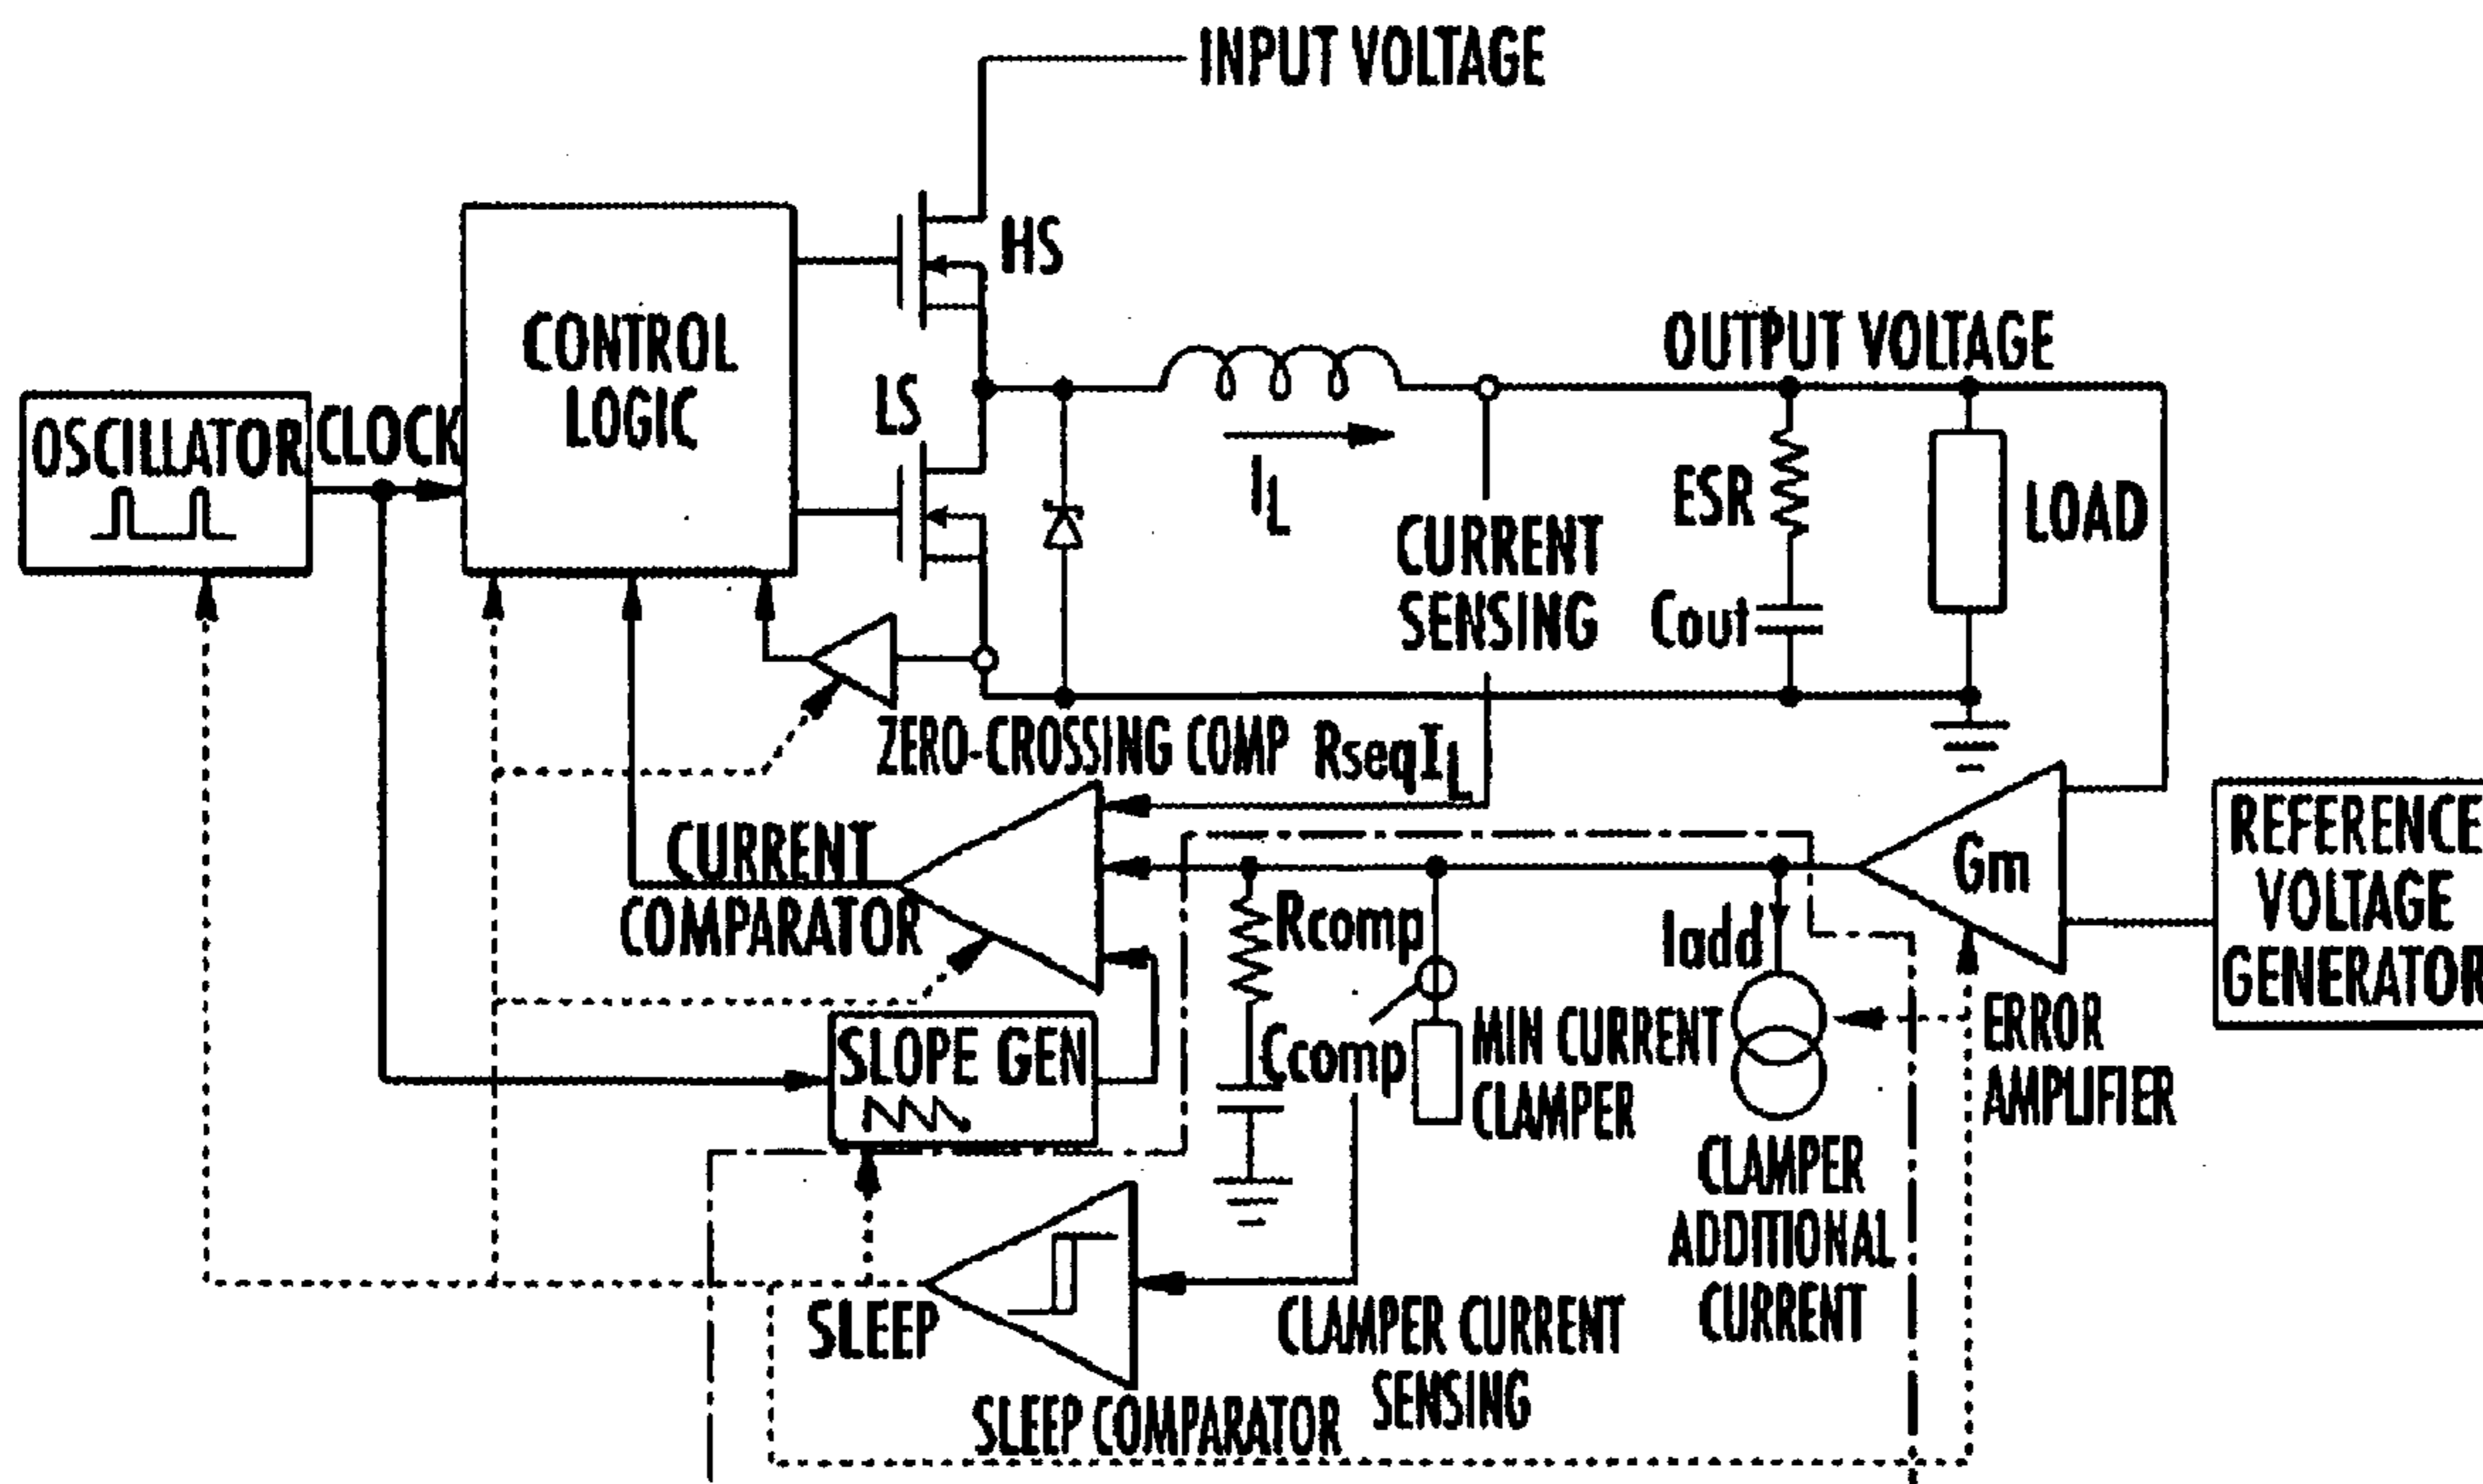 INPUT VOLTAGE
HS
CONTROL
LOGIC
LS
OSCILLATOR
CLOCK
OUTPUT VOLTAGE
IL
ESR
LOAD
CURRENT
SENSING
Cout
ZERO-CROSSING COMP
RseqIL
CURRENT
COMPARATOR
Gm
REFERENCE
VOLTAGE
GENERATOR
Rcomp
Iadd
SLOPE GEN
Ccomp
MIN CURRENT
CLAMPER
ERROR
AMPLIFIER
CLAMPER
ADDITIONAL
CURRENT
SLEEP
CLAMPER CURRENT
SENSING
SLEEP COMPARATOR